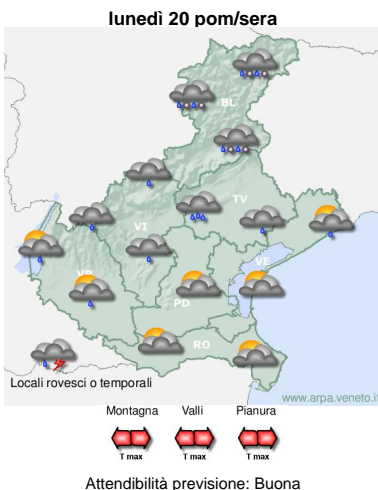 lunedì 20 pom/sera
BL
TV
VI
VE
VR
PD
RO
Locali rovesci o temporali
www.arpa.veneto.it
Montagna Valli Pianura
T max T max T max
Attendibilità previsione: Buona